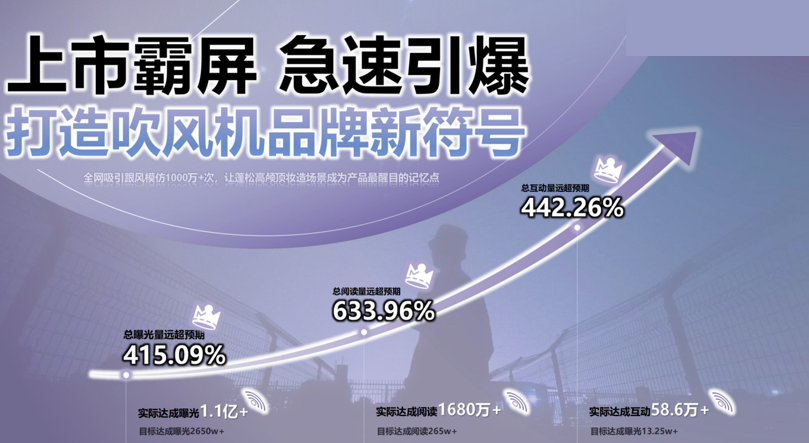 上市霸屏 急速引爆
打造吹风机品牌新符号
全网吸引跟风模仿1000万+次，让蓬松高颅顶妆造场景成为产品最醒目的记忆点
总互动量远超预期
442.26%
总阅读量远超预期
633.96%
总曝光量远超预期
415.09%
实际达成曝光1.1亿+
目标达成曝光2650w+
实际达成阅读1680万+
目标达成阅读265w+
实际达成互动58.6万+
目标达成曝光13.25w+